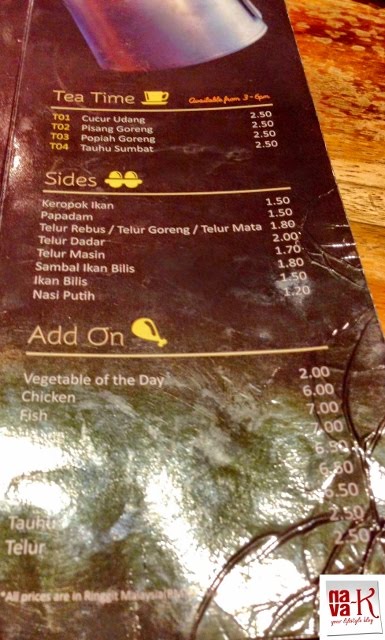 Tea Time Available from 3 - 6pm
T01 Cucur Udang 2.50
T02 Pisang Goreng 2.50
T03 Popiah Goreng 2.50
T04 Tauhu Sumbat 2.50
Sides
Keropok Ikan 1.50
Papadam 1.50
Telur Rebus / Telur Goreng / Telur Mata 1.80
Telur Dadar 2.00
Telur Masin 1.70
Sambal Ikan Bilis 1.80
Ikan Bilis 1.50
Nasi Putih 1.20
Add On
Vegetable of the Day 2.00
Chicken 6.00
Fish 7.00
7.00
6.50
6.50
Tauhu 2.50
Telur 2.50
*All prices are in Ringgit Malaysia
nava-K
your lifestyle blog